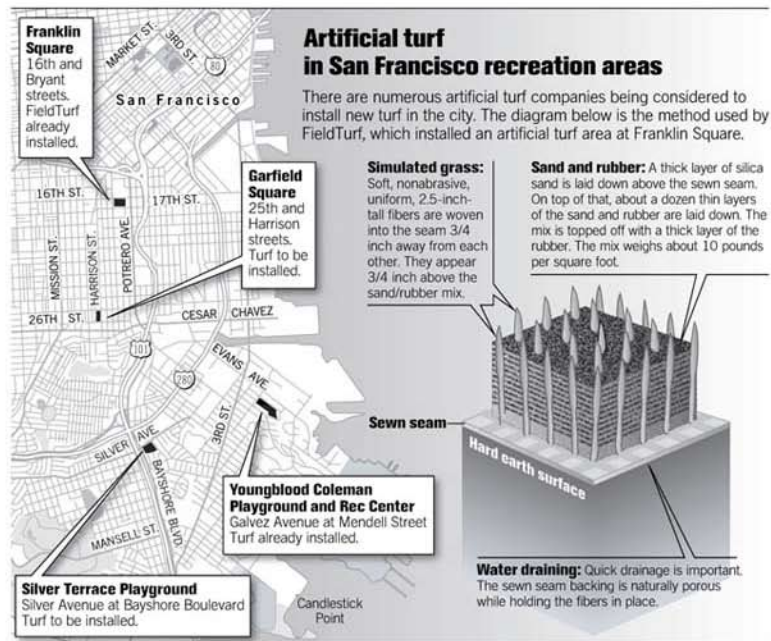 Artificial turf
in San Francisco recreation areas
There are numerous artificial turf companies being considered to
install new turf in the city. The diagram below is the method used by
FieldTurf, which installed an artificial turf area at Franklin Square.
Franklin
Square
16th and
Bryant
streets.
FieldTurf
already
installed.
MARKET ST.
3RD ST.
80
San Francisco
Garfield
Square
25th and
Harrison
streets.
Turf to be
installed.
16TH ST.
17TH ST.
MISSION ST.
HARRISON ST.
POTRERO AVE.
26TH ST.
CESAR CHAVEZ
101
280
EVANS AVE.
3RD ST.
SILVER AVE.
BAYSHORE BLVD.
MANSELL ST.
Youngblood Coleman
Playground and Rec Center
Galvez Avenue at Mendell Street
Turf already installed.
Silver Terrace Playground
Silver Avenue at Bayshore Boulevard
Turf to be installed.
Candlestick
Point
Simulated grass:
Soft, nonabrasive,
uniform, 2.5-inch-
tall fibers are woven
into the seam 3/4
inch away from each
other. They appear
3/4 inch above the
sand/rubber mix.
Sand and rubber: A thick layer of silica
sand is laid down above the sewn seam.
On top of that, about a dozen thin layers
of the sand and rubber are laid down. The
mix is topped off with a thick layer of the
rubber. The mix weighs about 10 pounds
per square foot.
Sewn seam
Hard earth surface
Water draining: Quick drainage is important.
The sewn seam backing is naturally porous
while holding the fibers in place.